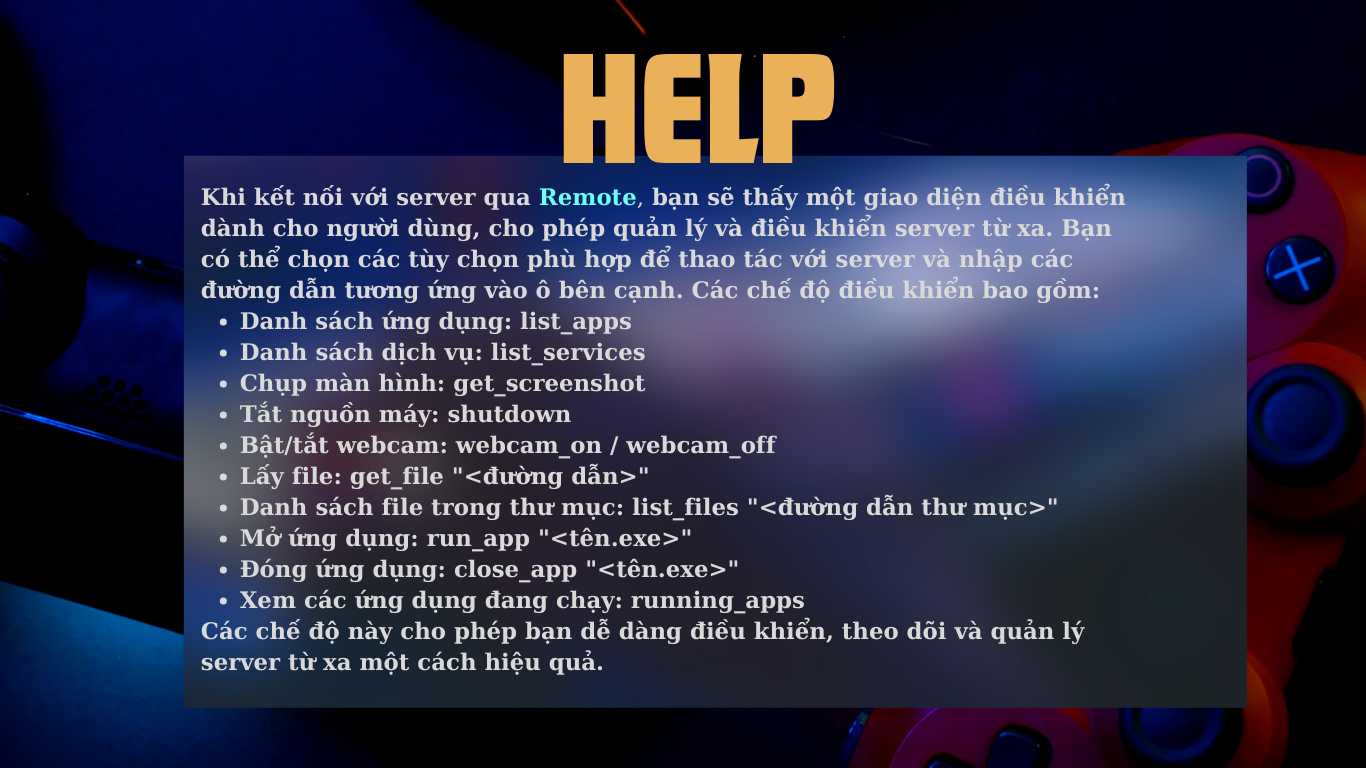 HELP
Khi kết nối với server qua Remote, bạn sẽ thấy một giao diện điều khiển
dành cho người dùng, cho phép quản lý và điều khiển server từ xa. Bạn
có thể chọn các tùy chọn phù hợp để thao tác với server và nhập các
đường dẫn tương ứng vào ô bên cạnh. Các chế độ điều khiển bao gồm:
• Danh sách ứng dụng: list_apps
• Danh sách dịch vụ: list_services
• Chụp màn hình: get_screenshot
• Tắt nguồn máy: shutdown
• Bật/tắt webcam: webcam_on / webcam_off
• Lấy file: get_file "<đường dẫn>"
• Danh sách file trong thư mục: list_files "<đường dẫn thư mục>"
• Mở ứng dụng: run_app "<tên.exe>"
• Đóng ứng dụng: close_app "<tên.exe>"
• Xem các ứng dụng đang chạy: running_apps
Các chế độ này cho phép bạn dễ dàng điều khiển, theo dõi và quản lý
server từ xa một cách hiệu quả.